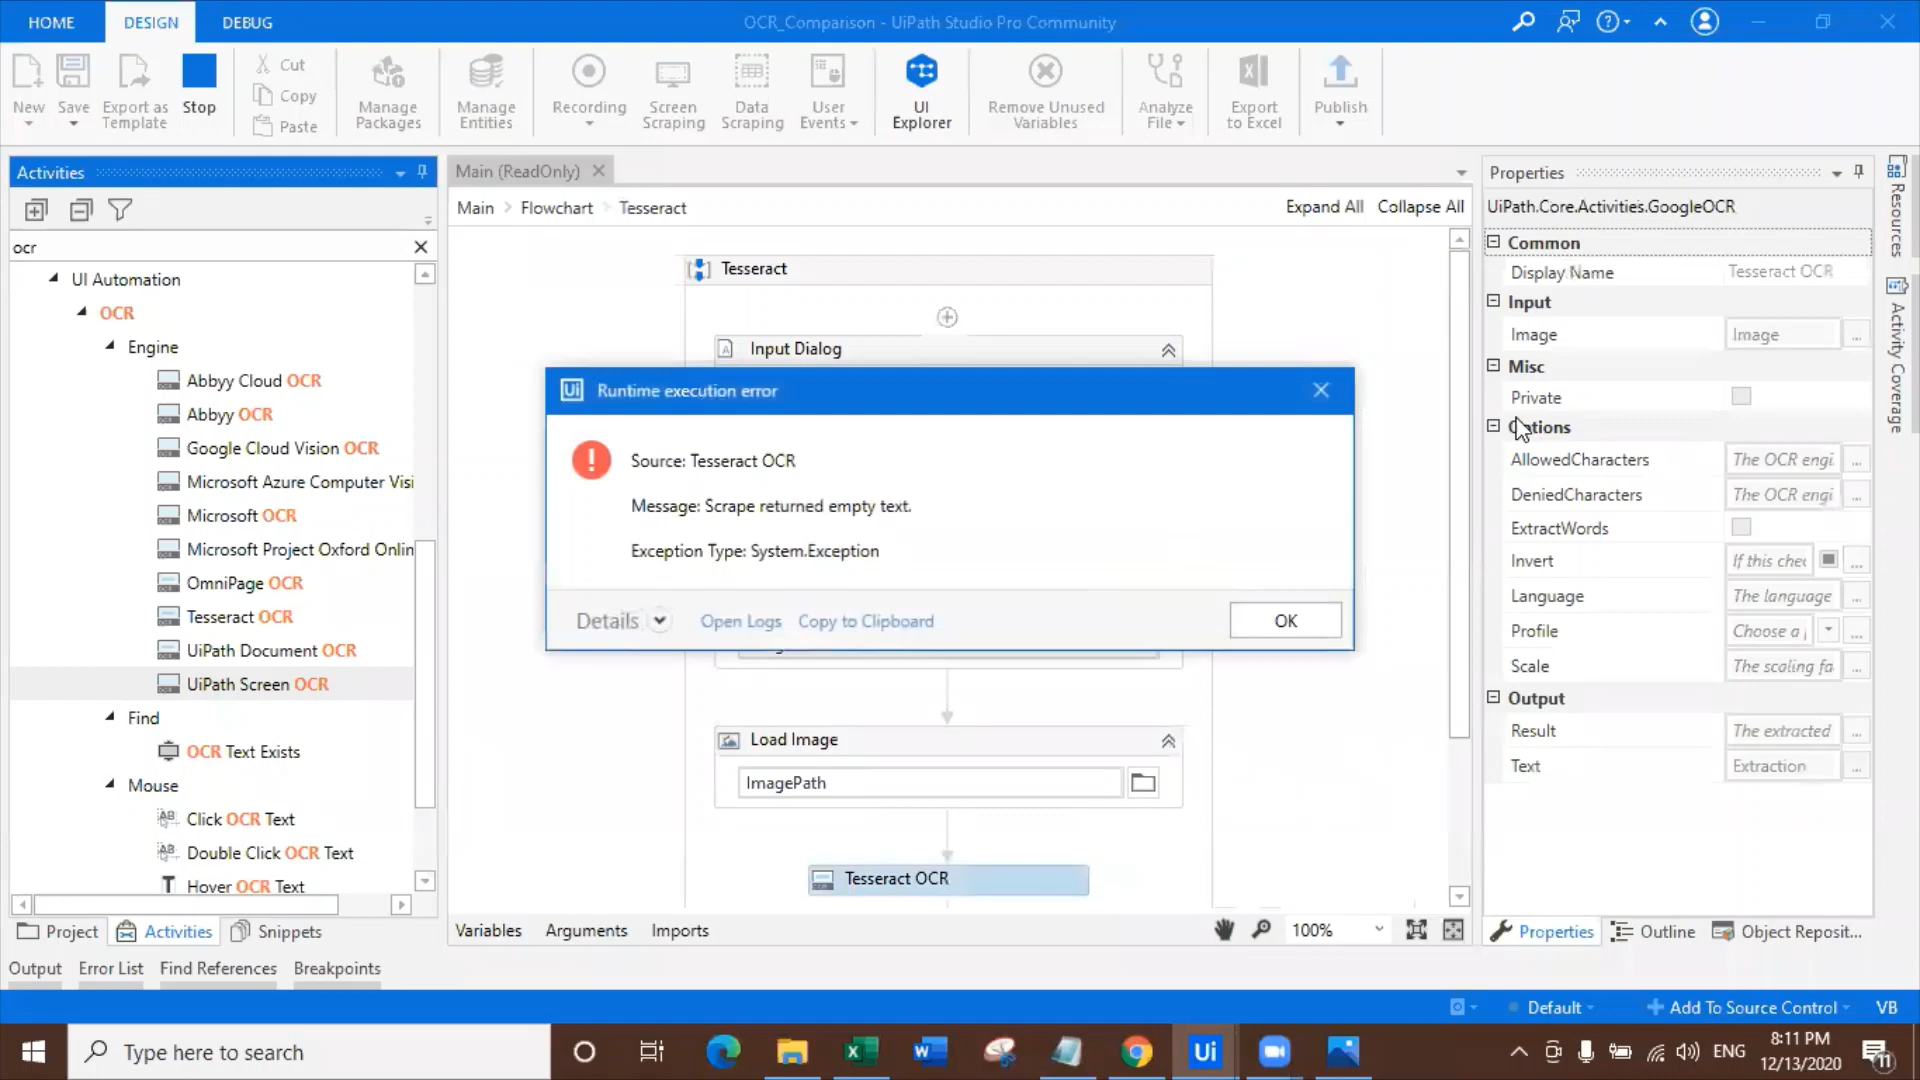 HOME DESIGN DEBUG OCR_Comparison - UiPath Studio Pro Community
New Save Export as Template Stop Cut Copy Paste Manage Packages Manage Entities Recording Screen Scraping Data Scraping User Events UI Explorer Remove Unused Variables Analyze File Export to Excel Publish
Activities
ocr
UI Automation
OCR
Engine
Abbyy Cloud OCR
Abbyy OCR
Google Cloud Vision OCR
Microsoft Azure Computer Visi
Microsoft OCR
Microsoft Project Oxford Onlin
OmniPage OCR
Tesseract OCR
UiPath Document OCR
UiPath Screen OCR
Find
OCR Text Exists
Mouse
Click OCR Text
Double Click OCR Text
Hover OCR Text
Project Activities Snippets
Main (ReadOnly)
Main > Flowchart > Tesseract Expand All Collapse All
Tesseract
Input Dialog
Ui Runtime execution error
Source: Tesseract OCR
Message: Scrape returned empty text.
Exception Type: System.Exception
Details Open Logs Copy to Clipboard OK
Load Image
ImagePath
Tesseract OCR
Variables Arguments Imports 100%
Properties
UiPath.Core.Activities.GoogleOCR
Common
Display Name Tesseract OCR
Input
Image Image ...
Misc
Private
Options
AllowedCharacters The OCR engi ...
DeniedCharacters The OCR engi ...
ExtractWords
Invert If this chec ...
Language The language ...
Profile Choose a ...
Scale The scaling fa ...
Output
Result The extracted ...
Text Extraction ...
Properties Outline Object Reposit...
Resources
Activity Coverage
Output Error List Find References Breakpoints
Default Add To Source Control VB
Type here to search Ui ENG 8:11 PM
12/13/2020 11